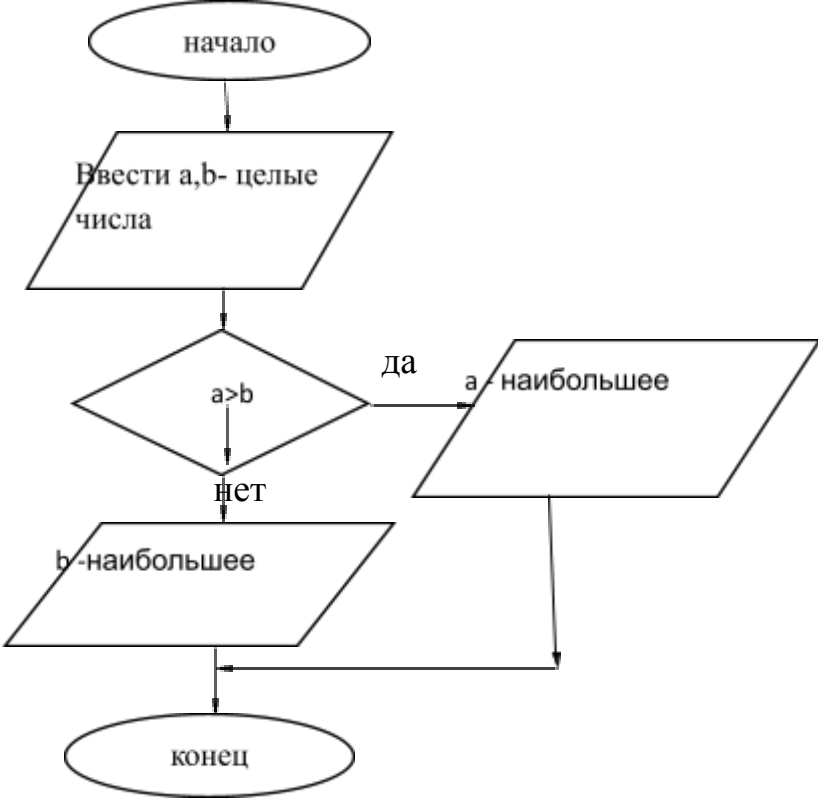 начало
Ввести a,b- целые
числа
да
a>b
a - наибольшее
нет
b -наибольшее
конец